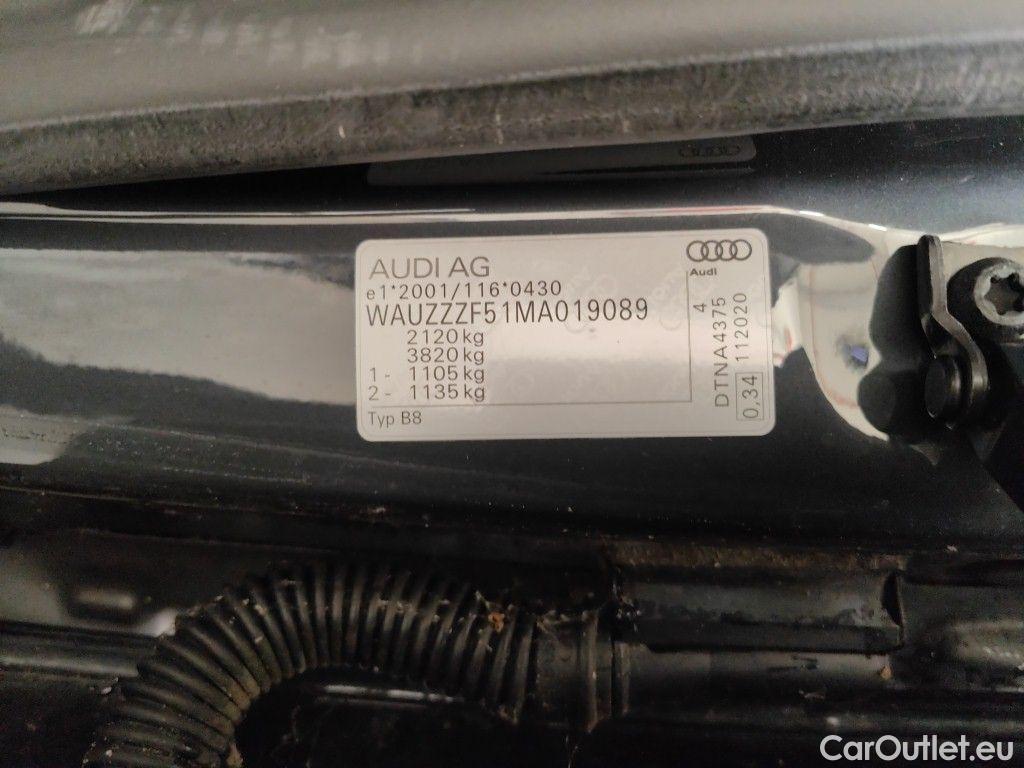 AUDI AG
e1*2001/116*0430
WAUZZZF51MA019089
2120 kg
3820 kg
1 - 1105 kg
2 - 1135 kg
Typ B8
Audi
4
DTNA4375
0,34 112020
CarOutlet.eu